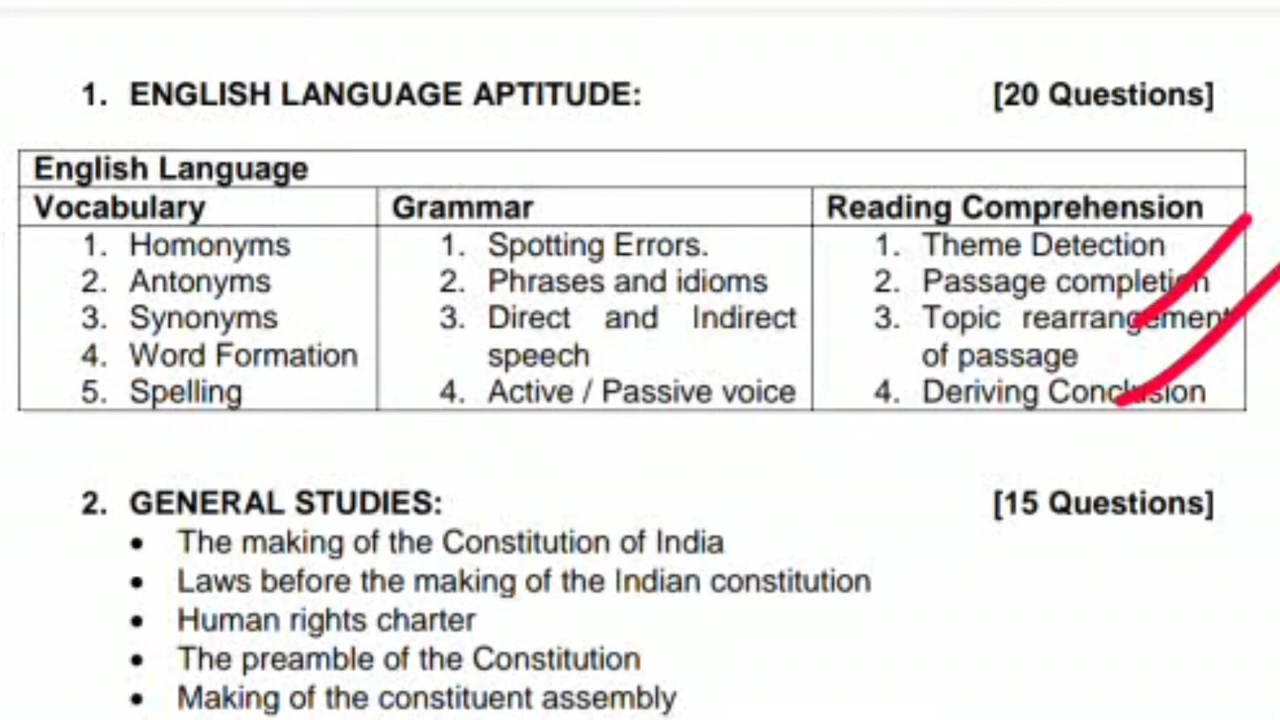 1. ENGLISH LANGUAGE APTITUDE: [20 Questions]
English Language
Vocabulary Grammar Reading Comprehension
1. Homonyms 1. Spotting Errors. 1. Theme Detection
2. Antonyms 2. Phrases and idioms 2. Passage completion
3. Synonyms 3. Direct and Indirect 3. Topic rearrangement
4. Word Formation speech of passage
5. Spelling 4. Active / Passive voice 4. Deriving Conclusion
2. GENERAL STUDIES: [15 Questions]
• The making of the Constitution of India
• Laws before the making of the Indian constitution
• Human rights charter
• The preamble of the Constitution
• Making of the constituent assembly